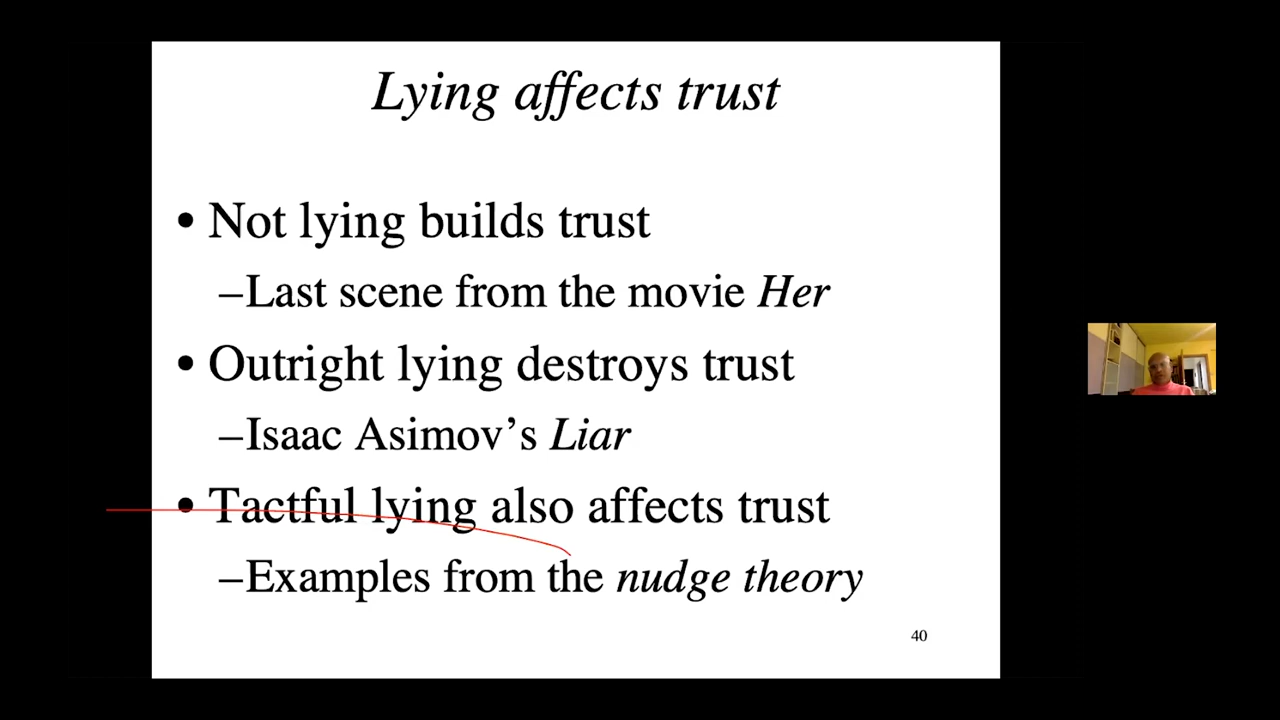 Lying affects trust
• Not lying builds trust
–Last scene from the movie Her
• Outright lying destroys trust
–Isaac Asimov’s Liar
• Tactful lying also affects trust
–Examples from the nudge theory
40